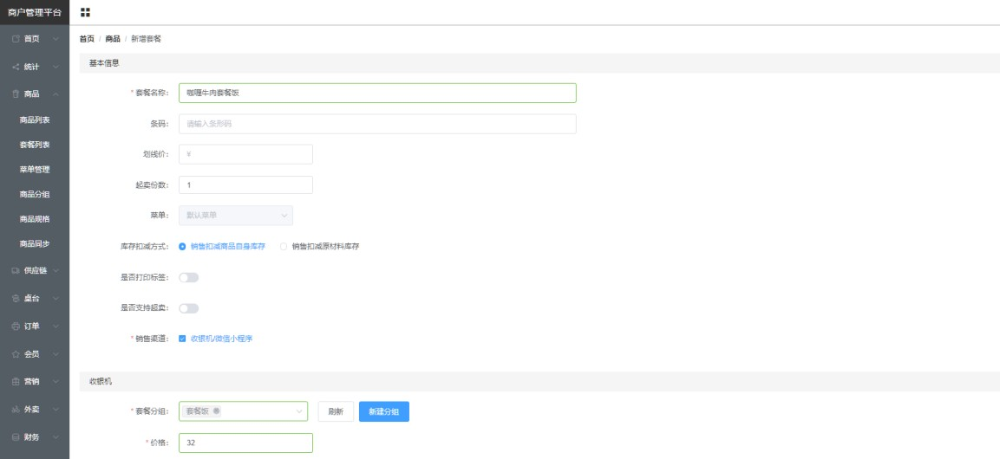 商户管理平台
首页
统计
商品
商品列表
套餐列表
菜单管理
商品分组
商品规格
商品同步
供应链
桌台
订单
会员
营销
外卖
财务
首页 / 商品 / 新增套餐
基本信息
* 套餐名称： 咖喱牛肉套餐饭
条码： 请输入条形码
划线价： ¥
起卖份数： 1
菜单： 默认菜单
库存扣减方式： 销售扣减商品自身库存 销售扣减原材料库存
是否打印标签：
是否支持超卖：
* 销售渠道： 收银机/微信小程序
收银机
* 套餐分组： 套餐饭 刷新 新建分组
* 价格： 32